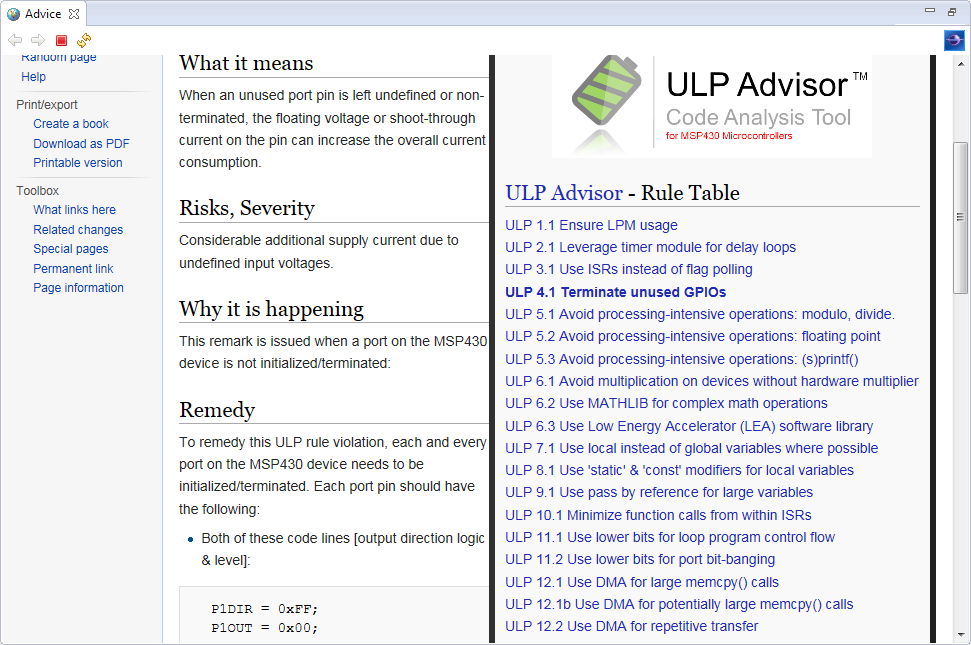 Advice
Random page
Help
Print/export
Create a book
Download as PDF
Printable version
Toolbox
What links here
Related changes
Special pages
Permanent link
Page information
What it means
When an unused port pin is left undefined or non-
terminated, the floating voltage or shoot-through
current on the pin can increase the overall current
consumption.
Risks, Severity
Considerable additional supply current due to
undefined input voltages.
Why it is happening
This remark is issued when a port on the MSP430
device is not initialized/terminated:
Remedy
To remedy this ULP rule violation, each and every
port on the MSP430 device needs to be
initialized/terminated. Each port pin should have
the following:
• Both of these code lines [output direction logic
& level]:
P1DIR = 0xFF;
P1OUT = 0x00;
ULP Advisor™
Code Analysis Tool
for MSP430 Microcontrollers
ULP Advisor - Rule Table
ULP 1.1 Ensure LPM usage
ULP 2.1 Leverage timer module for delay loops
ULP 3.1 Use ISRs instead of flag polling
ULP 4.1 Terminate unused GPIOs
ULP 5.1 Avoid processing-intensive operations: modulo, divide.
ULP 5.2 Avoid processing-intensive operations: floating point
ULP 5.3 Avoid processing-intensive operations: (s)printf()
ULP 6.1 Avoid multiplication on devices without hardware multiplier
ULP 6.2 Use MATHLIB for complex math operations
ULP 6.3 Use Low Energy Accelerator (LEA) software library
ULP 7.1 Use local instead of global variables where possible
ULP 8.1 Use 'static' & 'const' modifiers for local variables
ULP 9.1 Use pass by reference for large variables
ULP 10.1 Minimize function calls from within ISRs
ULP 11.1 Use lower bits for loop program control flow
ULP 11.2 Use lower bits for port bit-banging
ULP 12.1 Use DMA for large memcpy() calls
ULP 12.1b Use DMA for potentially large memcpy() calls
ULP 12.2 Use DMA for repetitive transfer